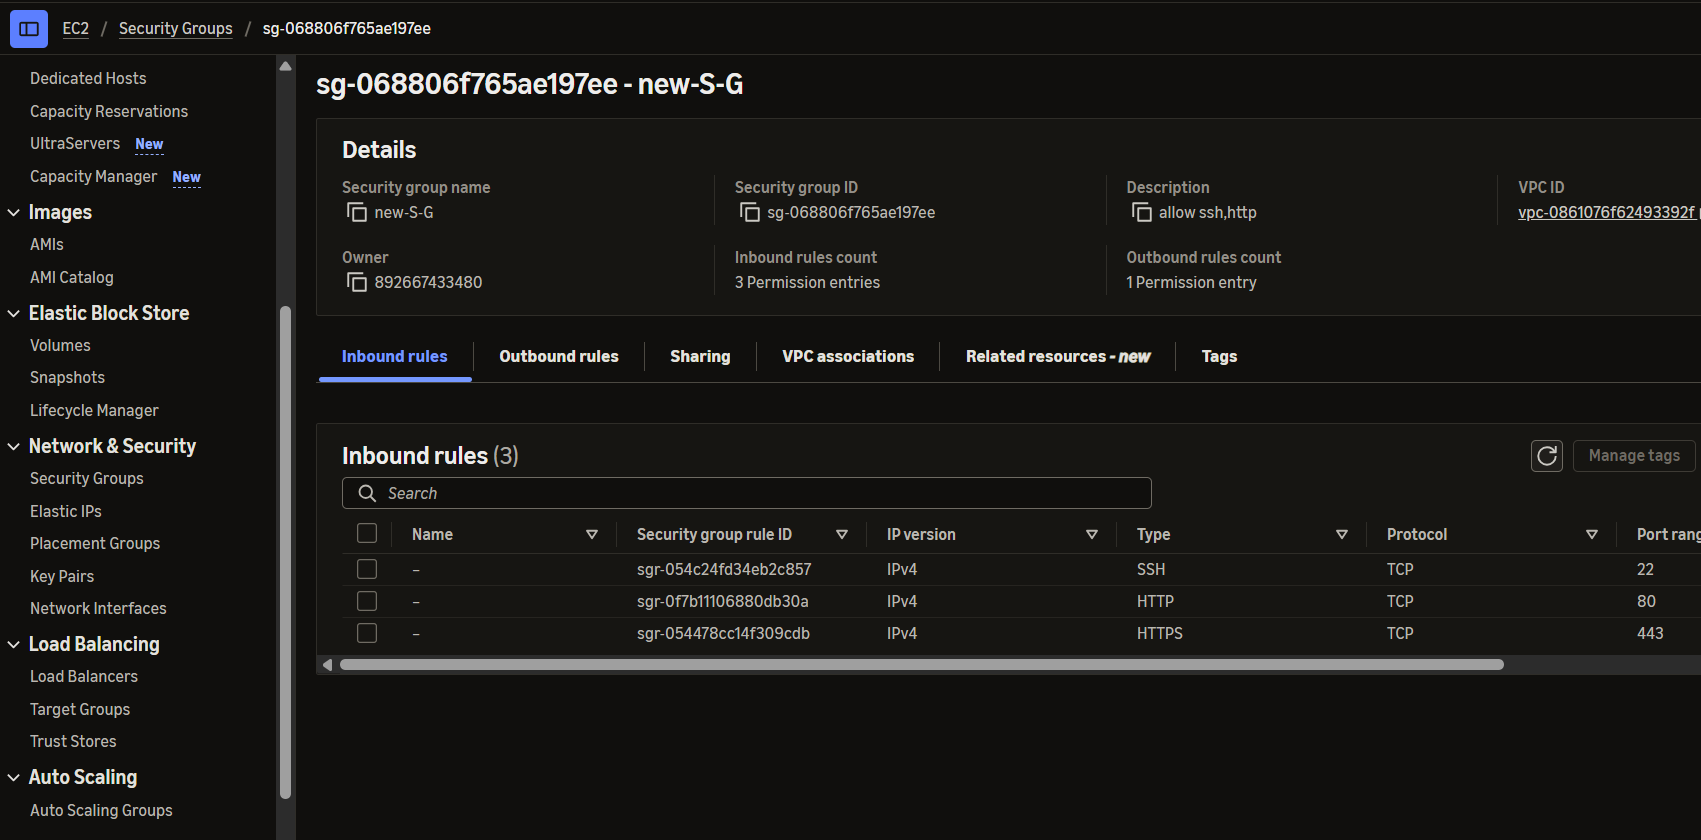 EC2 / Security Groups / sg-068806f765ae197ee
Dedicated Hosts
Capacity Reservations
UltraServers New
Capacity Manager New
Images
AMIs
AMI Catalog
Elastic Block Store
Volumes
Snapshots
Lifecycle Manager
Network & Security
Security Groups
Elastic IPs
Placement Groups
Key Pairs
Network Interfaces
Load Balancing
Load Balancers
Target Groups
Trust Stores
Auto Scaling
Auto Scaling Groups
sg-068806f765ae197ee - new-S-G
Details
Security group name Security group ID Description VPC ID
new-S-G sg-068806f765ae197ee allow ssh,http vpc-0861076f62493392f
Owner Inbound rules count Outbound rules count
892667433480 3 Permission entries 1 Permission entry
Inbound rules Outbound rules Sharing VPC associations Related resources - new Tags
Inbound rules (3) Manage tags
Search
Name Security group rule ID IP version Type Protocol Port rang
– sgr-054c24fd34eb2c857 IPv4 SSH TCP 22
– sgr-0f7b11106880db30a IPv4 HTTP TCP 80
– sgr-054478cc14f309cdb IPv4 HTTPS TCP 443